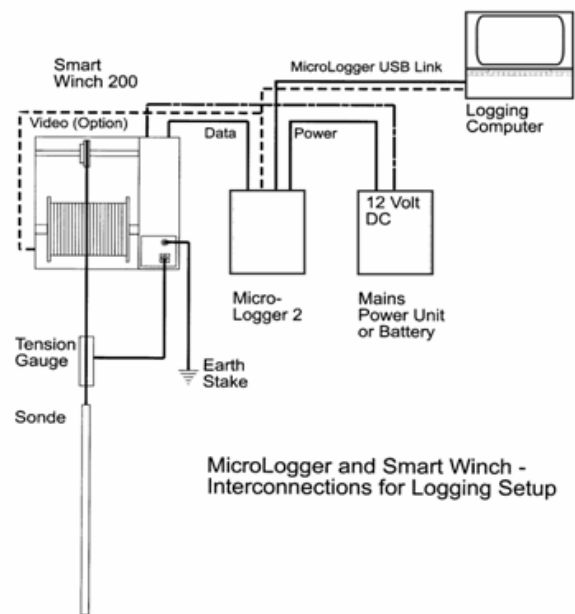 Smart
Winch 200
MicroLogger USB Link
Logging
Computer
Video (Option)
Data
Power
12 Volt
DC
Micro-
Logger 2
Mains
Power Unit
or Battery
Tension
Gauge
Earth
Stake
Sonde
MicroLogger and Smart Winch -
Interconnections for Logging Setup